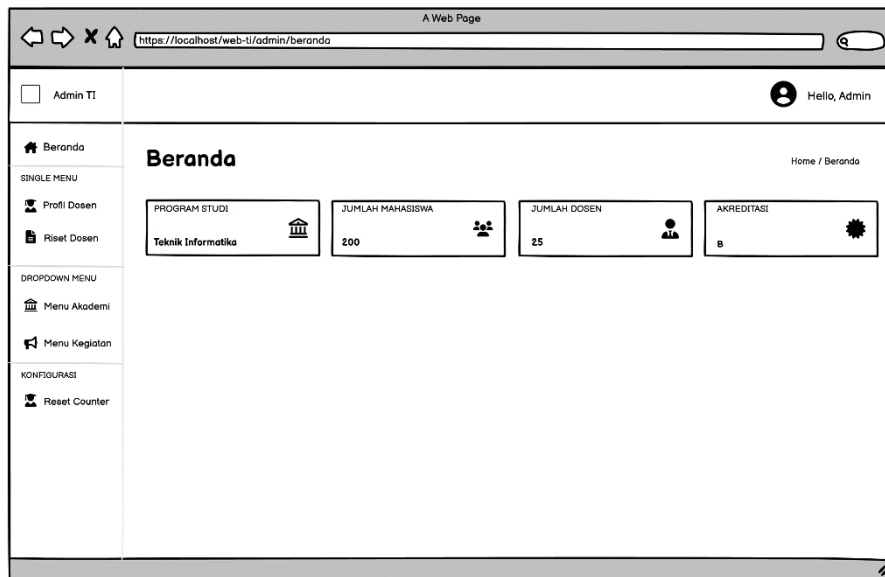 A Web Page
https://localhost/web-ti/admin/beranda
Admin TI
Hello, Admin
Beranda
SINGLE MENU
Profil Dosen
Riset Dosen
DROPDOWN MENU
Menu Akademi
Menu Kegiatan
KONFIGURASI
Reset Counter
Beranda
Home / Beranda
PROGRAM STUDI
Teknik Informatika
JUMLAH MAHASISWA
200
JUMLAH DOSEN
25
AKREDITASI
B